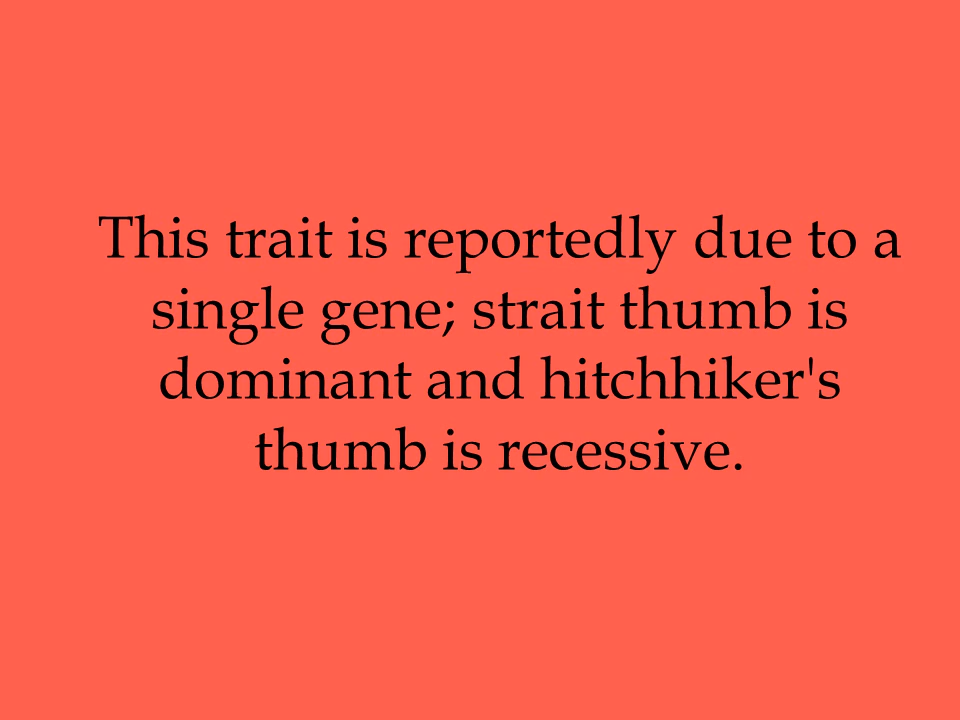 This trait is reportedly due to a
single gene; strait thumb is
dominant and hitchhiker's
thumb is recessive.